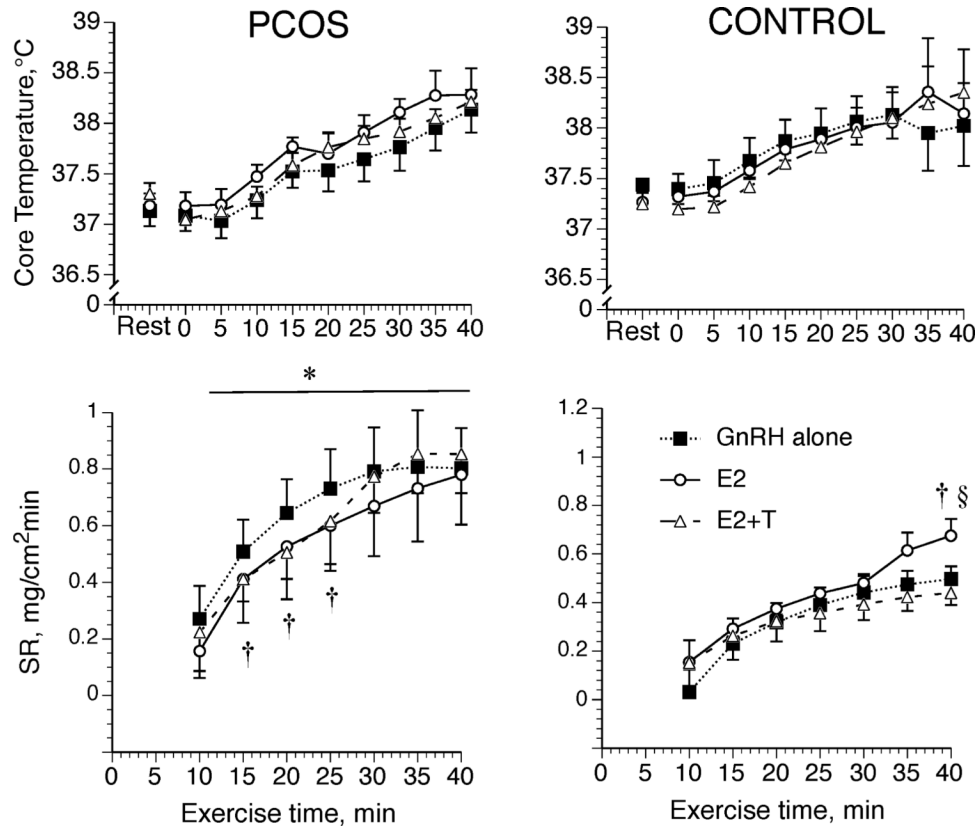 PCOS
CONTROL
Core Temperature,°C
39
38.5
38
37.5
37
36.5
0
Rest 0 5 10 15 20 25 30 35 40
39
38.5
38
37.5
37
36.5
0
Rest 0 5 10 15 20 25 30 35 40
*
SR, mg/cm²min
1
0.8
0.6
0.4
0.2
0
† † †
0 5 10 15 20 25 30 35 40
Exercise time, min
1.2
1
0.8
0.6
0.4
0.2
0
GnRH alone
E2
E2+T
† §
0 5 10 15 20 25 30 35 40
Exercise time, min